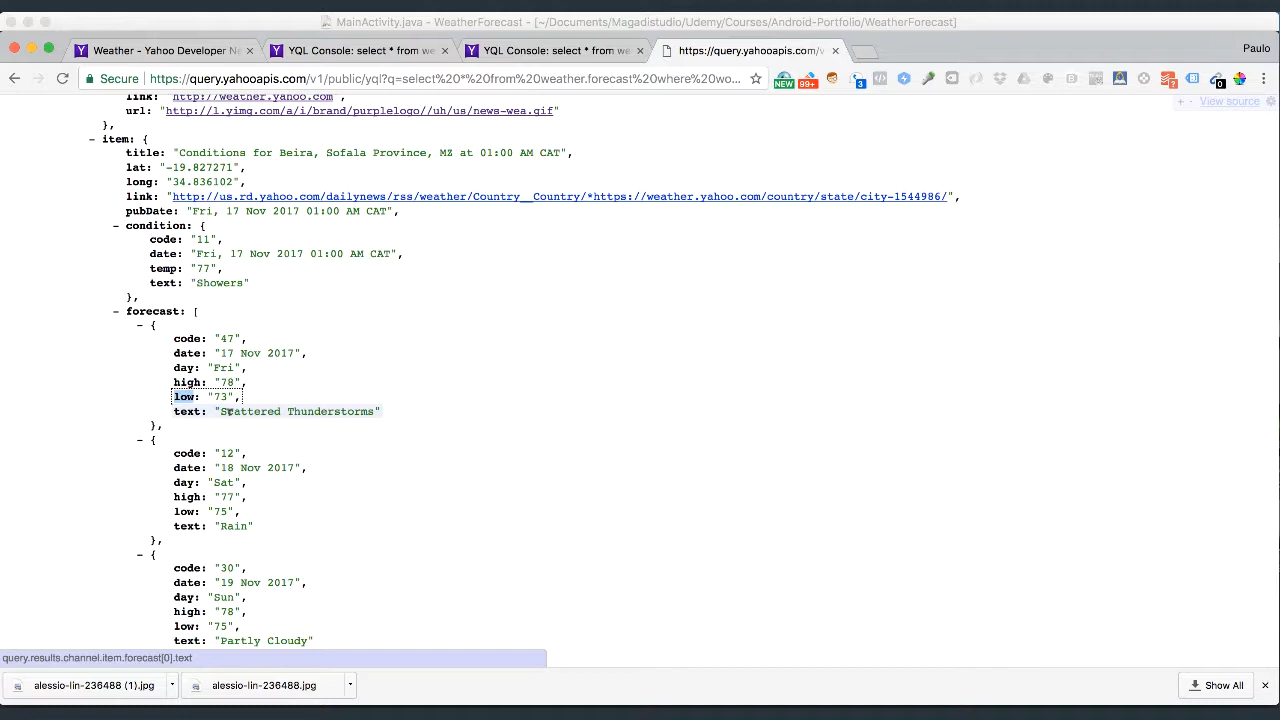 MainActivity.java - WeatherForecast - [~/Documents/Magadistudio/Udemy/Courses/Android-Portfolio/WeatherForecast]
Weather - Yahoo Developer Ne × YQL Console: select * from we × YQL Console: select * from we × https://query.yahooapis.com/v × Paulo
Secure https://query.yahooapis.com/v1/public/yql?q=select%20*%20from%20weather.forecast%20where%20wo... NEW 99+ 3 0
link: "http://weather.yahoo.com",
url: "http://l.yimg.com/a/i/brand/purplelogo//uh/us/news-wea.gif"
+ - View source
},
- item: {
title: "Conditions for Beira, Sofala Province, MZ at 01:00 AM CAT",
lat: "-19.827271",
long: "34.836102",
link: "http://us.rd.yahoo.com/dailynews/rss/weather/Country__Country/*https://weather.yahoo.com/country/state/city-1544986/",
pubDate: "Fri, 17 Nov 2017 01:00 AM CAT",
- condition: {
code: "11",
date: "Fri, 17 Nov 2017 01:00 AM CAT",
temp: "77",
text: "Showers"
},
- forecast: [
- {
code: "47",
date: "17 Nov 2017",
day: "Fri",
high: "78",
low: "73",
text: "Scattered Thunderstorms"
},
- {
code: "12",
date: "18 Nov 2017",
day: "Sat",
high: "77",
low: "75",
text: "Rain"
},
- {
code: "30",
date: "19 Nov 2017",
day: "Sun",
high: "78",
low: "75",
text: "Partly Cloudy"
query.results.channel.item.forecast[0].text
alessio-lin-236488 (1).jpg alessio-lin-236488.jpg Show All ×